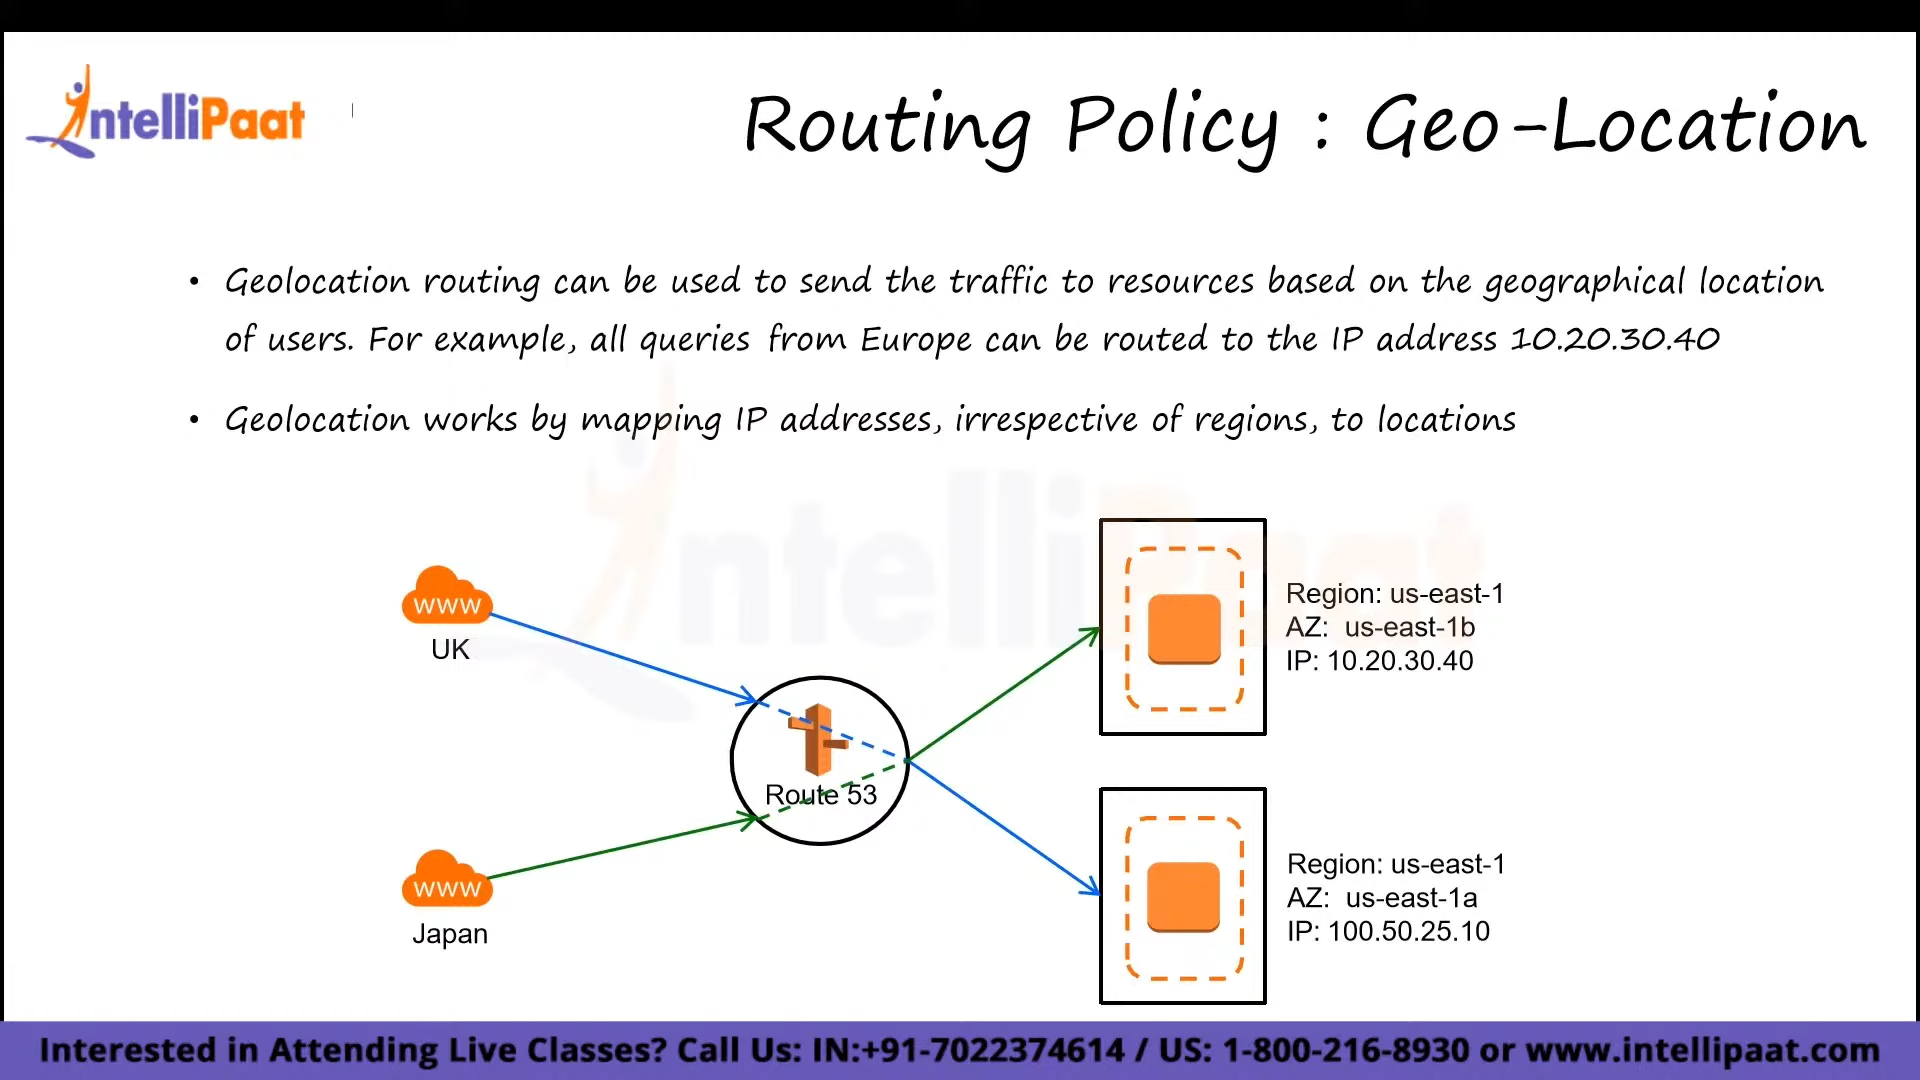 IntelliPaat
Routing Policy : Geo-Location
• Geolocation routing can be used to send the traffic to resources based on the geographical location
of users. For example, all queries from Europe can be routed to the IP address 10.20.30.40
• Geolocation works by mapping IP addresses, irrespective of regions, to locations
IntelliPaat
www
UK
Region: us-east-1
AZ: us-east-1b
IP: 10.20.30.40
Route 53
www
Japan
Region: us-east-1
AZ: us-east-1a
IP: 100.50.25.10
Interested in Attending Live Classes? Call Us: IN:+91-7022374614 / US: 1-800-216-8930 or www.intellipaat.com